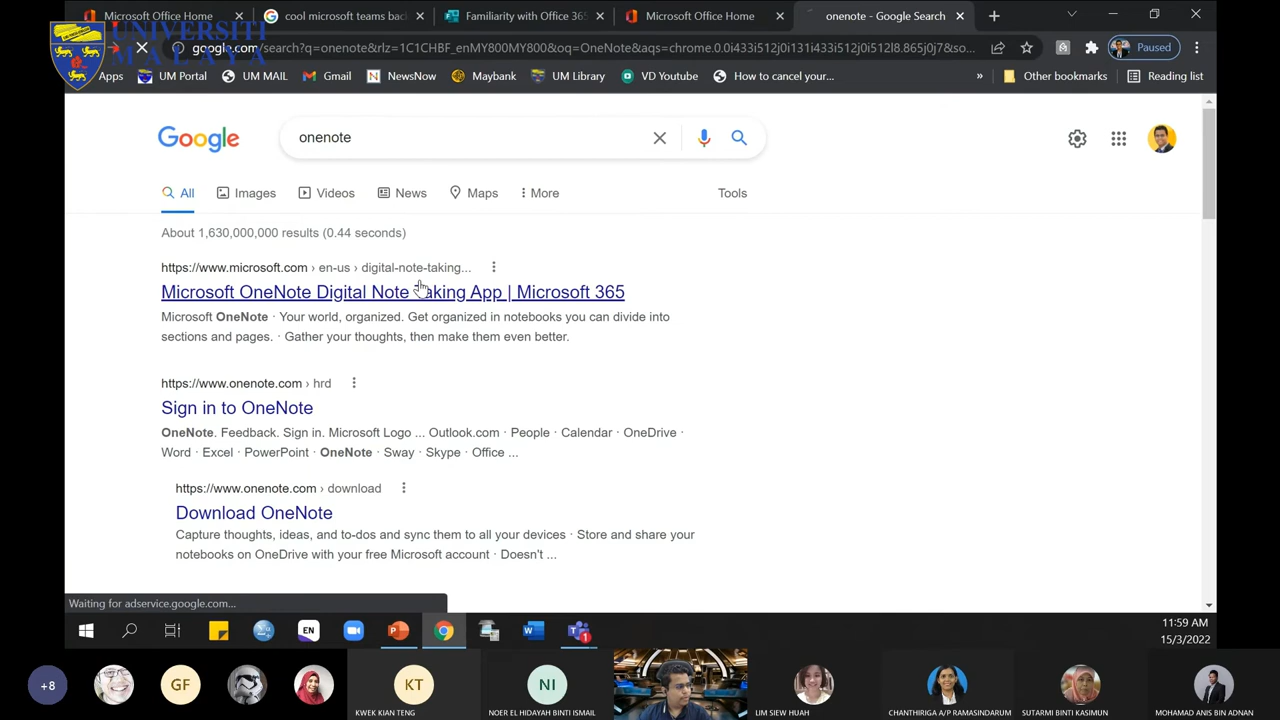 Microsoft Office Home
cool microsoft teams bac
Familiarity with Office 365
Microsoft Office Home
onenote - Google Search
UNIVERSITI
MALAYA
google.com/search?q=onenote&rlz=1C1CHBF_enMY800MY800&oq=OneNote&aqs=chrome.0.0i433i512j0i131i433i512j0i512l8.865j0j7&so...
Paused
Apps
UM Portal
UM MAIL
Gmail
NewsNow
Maybank
UM Library
VD Youtube
How to cancel your...
»
Other bookmarks
Reading list
Google
onenote
All
Images
Videos
News
Maps
More
Tools
About 1,630,000,000 results (0.44 seconds)
https://www.microsoft.com › en-us › digital-note-taking...
Microsoft OneNote Digital Note Taking App | Microsoft 365
Microsoft OneNote · Your world, organized. Get organized in notebooks you can divide into
sections and pages. · Gather your thoughts, then make them even better.
https://www.onenote.com › hrd
Sign in to OneNote
OneNote. Feedback. Sign in. Microsoft Logo ... Outlook.com · People · Calendar · OneDrive ·
Word · Excel · PowerPoint · OneNote · Sway · Skype · Office ...
https://www.onenote.com › download
Download OneNote
Capture thoughts, ideas, and to-dos and sync them to all your devices · Store and share your
notebooks on OneDrive with your free Microsoft account · Doesn't ...
Waiting for adservice.google.com...
EN
1
11:59 AM
15/3/2022
+8
GF
KT
NI
KWEK KIAN TENG
NOER EL HIDAYAH BINTI ISMAIL
LIM SIEW HUAH
CHANTHIRIGA A/P RAMASINDARUM
SUTARMI BINTI KASIMUN
MOHAMAD ANIS BIN ADNAN